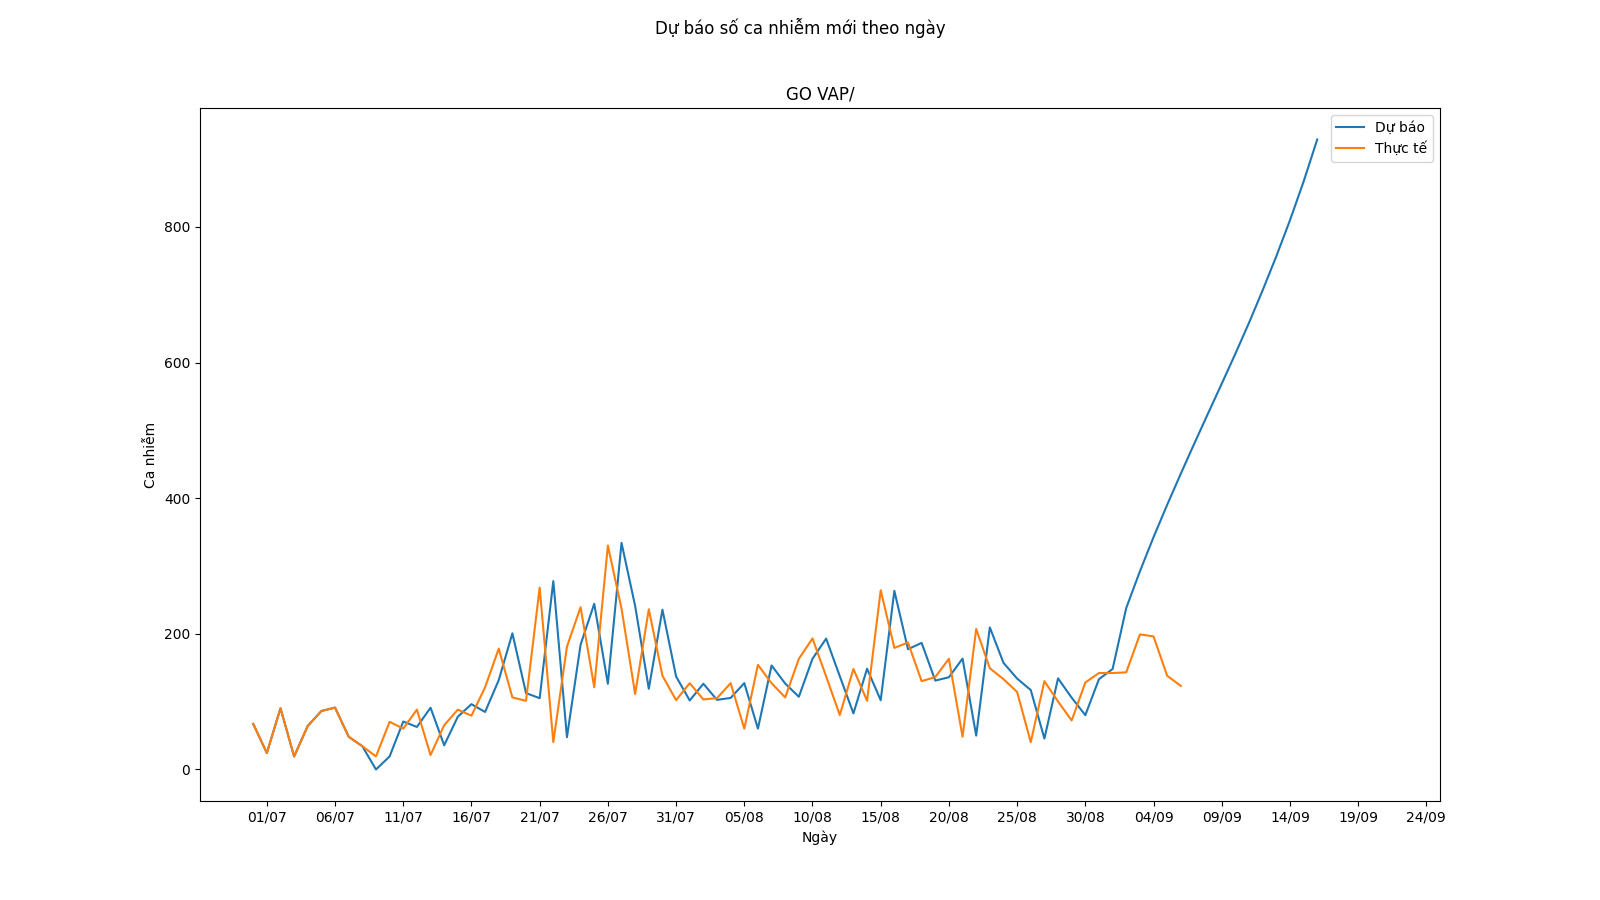 Dự báo số ca nhiễm mới theo ngày
GO VAP/
Dự báo
Thực tế
Ca nhiễm
800
600
400
200
0
01/07 06/07 11/07 16/07 21/07 26/07 31/07 05/08 10/08 15/08 20/08 25/08 30/08 04/09 09/09 14/09 19/09 24/09
Ngày